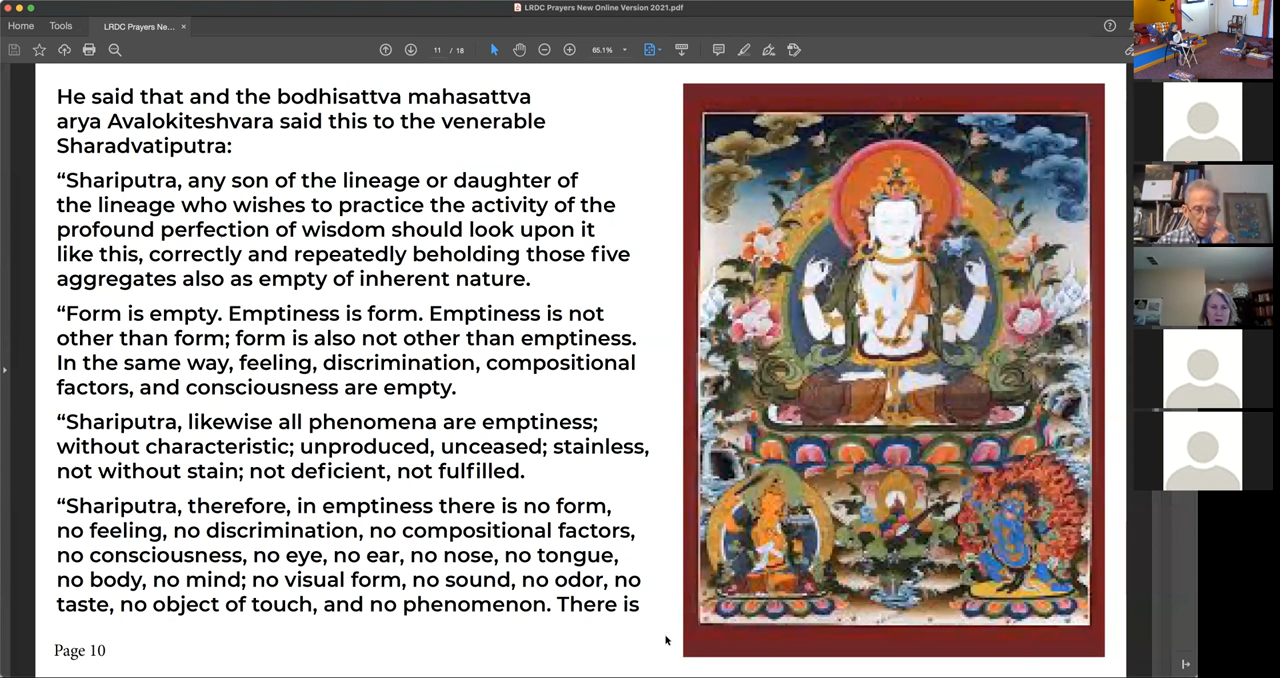 LRDC Prayers New Online Version 2021.pdf
Home Tools LRDC Prayers New Ne... ×
11 / 18 65.1%
He said that and the bodhisattva mahasattva
arya Avalokiteshvara said this to the venerable
Sharadvatiputra:
“Shariputra, any son of the lineage or daughter of
the lineage who wishes to practice the activity of the
profound perfection of wisdom should look upon it
like this, correctly and repeatedly beholding those five
aggregates also as empty of inherent nature.
“Form is empty. Emptiness is form. Emptiness is not
other than form; form is also not other than emptiness.
In the same way, feeling, discrimination, compositional
factors, and consciousness are empty.
“Shariputra, likewise all phenomena are emptiness;
without characteristic; unproduced, unceased; stainless,
not without stain; not deficient, not fulfilled.
“Shariputra, therefore, in emptiness there is no form,
no feeling, no discrimination, no compositional factors,
no consciousness, no eye, no ear, no nose, no tongue,
no body, no mind; no visual form, no sound, no odor, no
taste, no object of touch, and no phenomenon. There is
Page 10